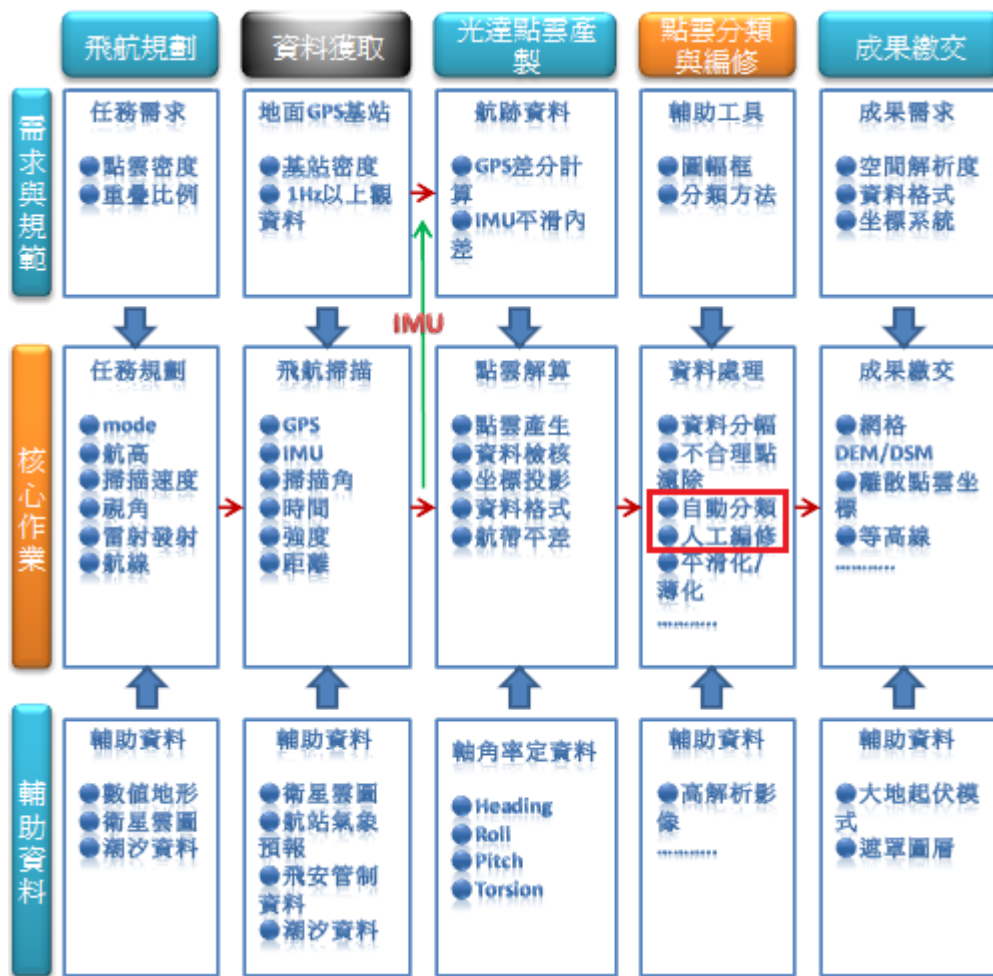 飛航規劃
資料獲取
光達點雲產
製
點雲分類
與編修
成果繳交
需求與規範
任務需求
●點雲密度
●重疊比例
地面GPS基站
●基站密度
●1Hz以上觀
資料
航跡資料
●GPS差分計
算
●IMU平滑內
差
輔助工具
●圖幅框
●分類方法
成果需求
●空間解析度
●資料格式
●坐標系統
IMU
核心作業
任務規劃
●mode
●航高
●掃描速度
●視角
●雷射發射
●航線
飛航掃描
●GPS
●IMU
●掃描角
●時間
●強度
●距離
點雲解算
●點雲產生
●資料檢核
●坐標投影
●資料格式
●航帶平差
資料處理
●資料分幅
●不合理點
濾除
●自動分類
●人工編修
●平滑化/
薄化
...........
成果繳交
●網格
DEM/DSM
●離散點雲坐
標
●等高線
...........
輔助資料
輔助資料
●數值地形
●衛星雲圖
●潮汐資料
輔助資料
●衛星雲圖
●航站氣象
預報
●飛安管制
資料
●潮汐資料
軸角率定資料
●Heading
●Roll
●Pitch
●Torsion
輔助資料
●高解析影
像
...........
輔助資料
●大地起伏模
式
●遮罩圖層